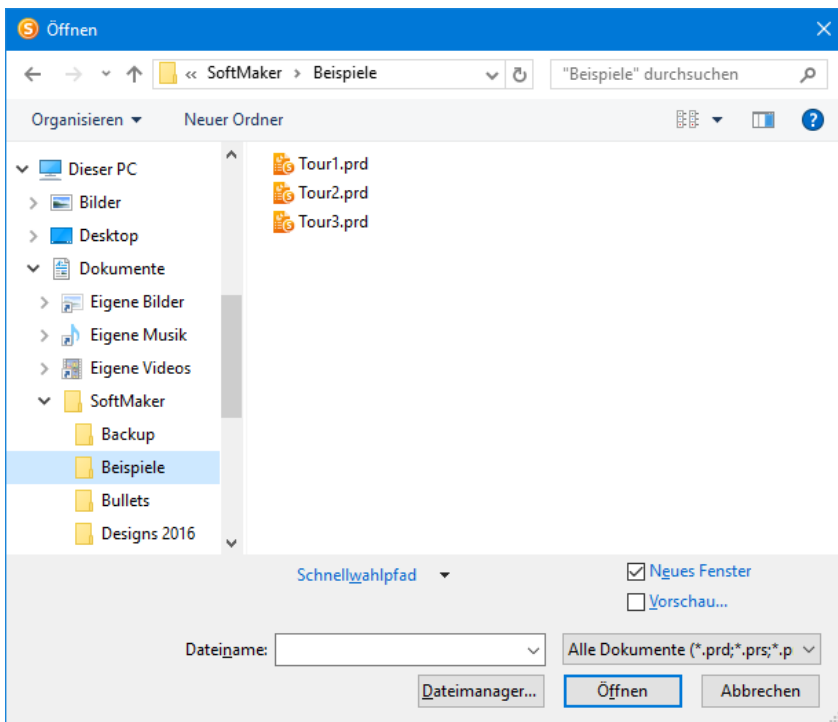 Öffnen
« SoftMaker > Beispiele
"Beispiele" durchsuchen
Organisieren Neuer Ordner
Dieser PC
Bilder
Desktop
Dokumente
Eigene Bilder
Eigene Musik
Eigene Videos
SoftMaker
Backup
Beispiele
Bullets
Designs 2016
Tour1.prd
Tour2.prd
Tour3.prd
Schnellwahlpfad
Neues Fenster
Vorschau...
Dateiname:
Alle Dokumente (*.prd;*.prs;*.p
Dateimanager... Öffnen Abbrechen